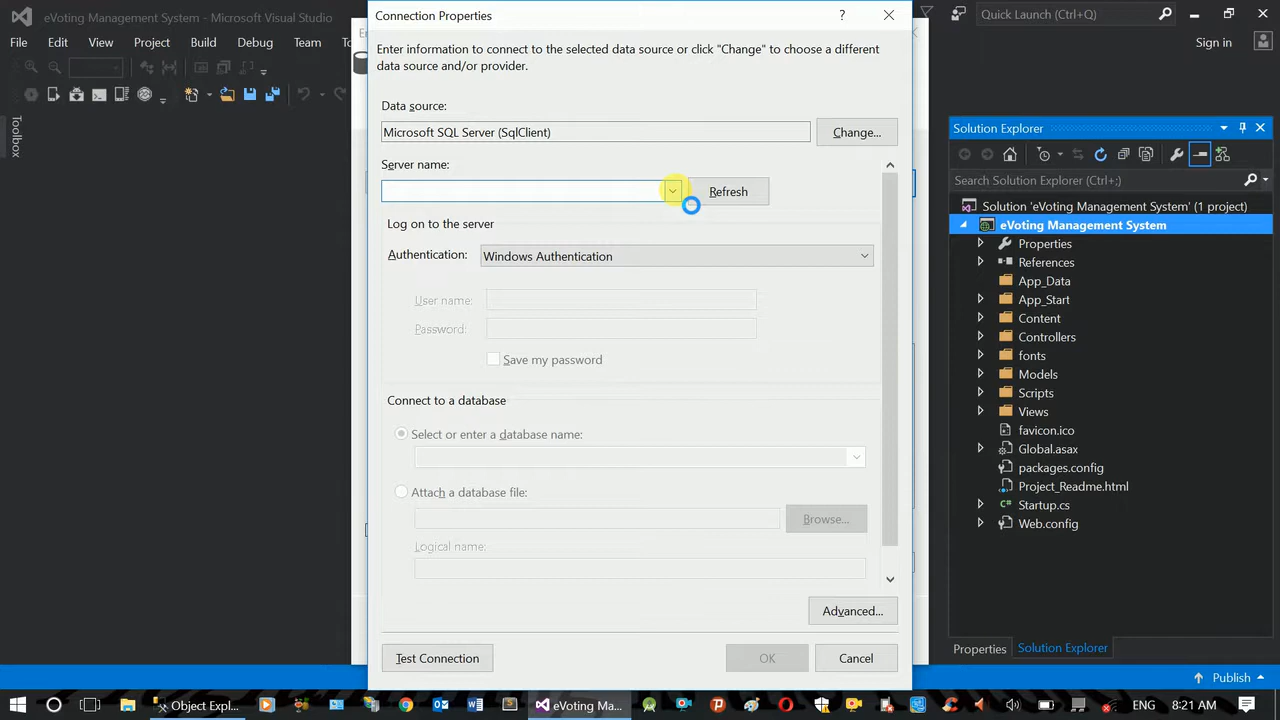 eVoting Management System - Microsoft Visual Studio
Quick Launch (Ctrl+Q)
File Edit View Project Build Debug Team
Sign in
Toolbox
Connection Properties
?
Enter information to connect to the selected data source or click "Change" to choose a different
data source and/or provider.
Data source:
Microsoft SQL Server (SqlClient)
Change...
Server name:
Refresh
Log on to the server
Authentication:
Windows Authentication
User name:
Password:
Save my password
Connect to a database
Select or enter a database name:
Attach a database file:
Browse...
Logical name:
Advanced...
Test Connection
OK
Cancel
Solution Explorer
Search Solution Explorer (Ctrl+;)
Solution 'eVoting Management System' (1 project)
eVoting Management System
Properties
References
App_Data
App_Start
Content
Controllers
fonts
Models
Scripts
Views
favicon.ico
Global.asax
packages.config
Project_Readme.html
Startup.cs
Web.config
Properties
Solution Explorer
Publish
Object Expl...
eVoting Ma...
ENG
8:21 AM